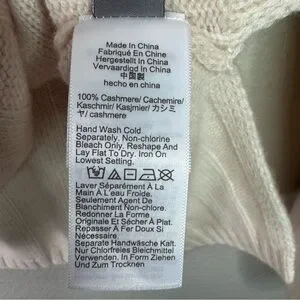 Made In China
Fabriqué En Chine
Hergestellt In China
Vervaardigd In China
中国製
hecho en china
100% Cashmere/ Cachemire/
Kaschmir/ Kasjmier/ カシミ
ヤ/ cashmere
Hand Wash Cold
Separately. Non-chlorine
Bleach Only. Reshape And
Lay Flat To Dry. Iron On
Lowest Setting.
Laver Séparément À La
Main À L'eau Froide.
Seulement Agent De
Blanchiment Non-chlore.
Redonner La Forme
Originale Et Sécher À Plat.
Repasser À Fer Doux Si
Nécessaire.
Separate Handwäsche Kalt.
Nur Chlorfreies Bleichmittel
Verwenden. In Form Ziehen
Und Zum Trocknen